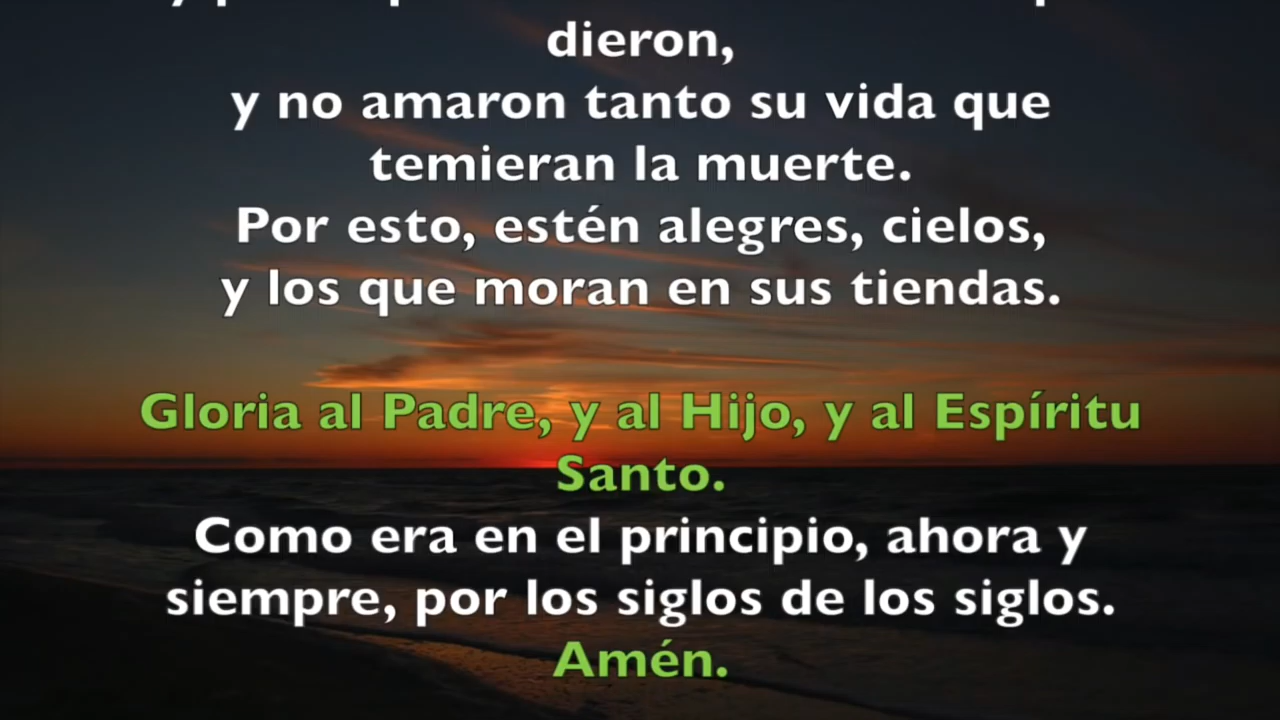 dieron,
y no amaron tanto su vida que
temieran la muerte.
Por esto, estén alegres, cielos,
y los que moran en sus tiendas.
Gloria al Padre, y al Hijo, y al Espíritu
Santo.
Como era en el principio, ahora y
siempre, por los siglos de los siglos.
Amén.